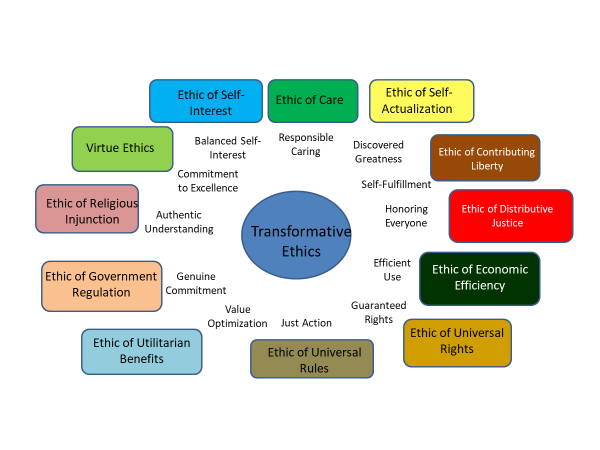 Ethic of Self-
Interest
Ethic of Care
Ethic of Self-
Actualization
Virtue Ethics
Balanced Self-
Interest
Responsible
Caring
Discovered
Greatness
Ethic of Contributing
Liberty
Commitment
to Excellence
Self-Fulfillment
Ethic of Religious
Injunction
Authentic
Understanding
Transformative
Ethics
Honoring
Everyone
Ethic of Distributive
Justice
Ethic of Government
Regulation
Genuine
Commitment
Efficient
Use
Ethic of Economic
Efficiency
Value
Optimization
Just Action
Guaranteed
Rights
Ethic of Utilitarian
Benefits
Ethic of Universal
Rules
Ethic of Universal
Rights